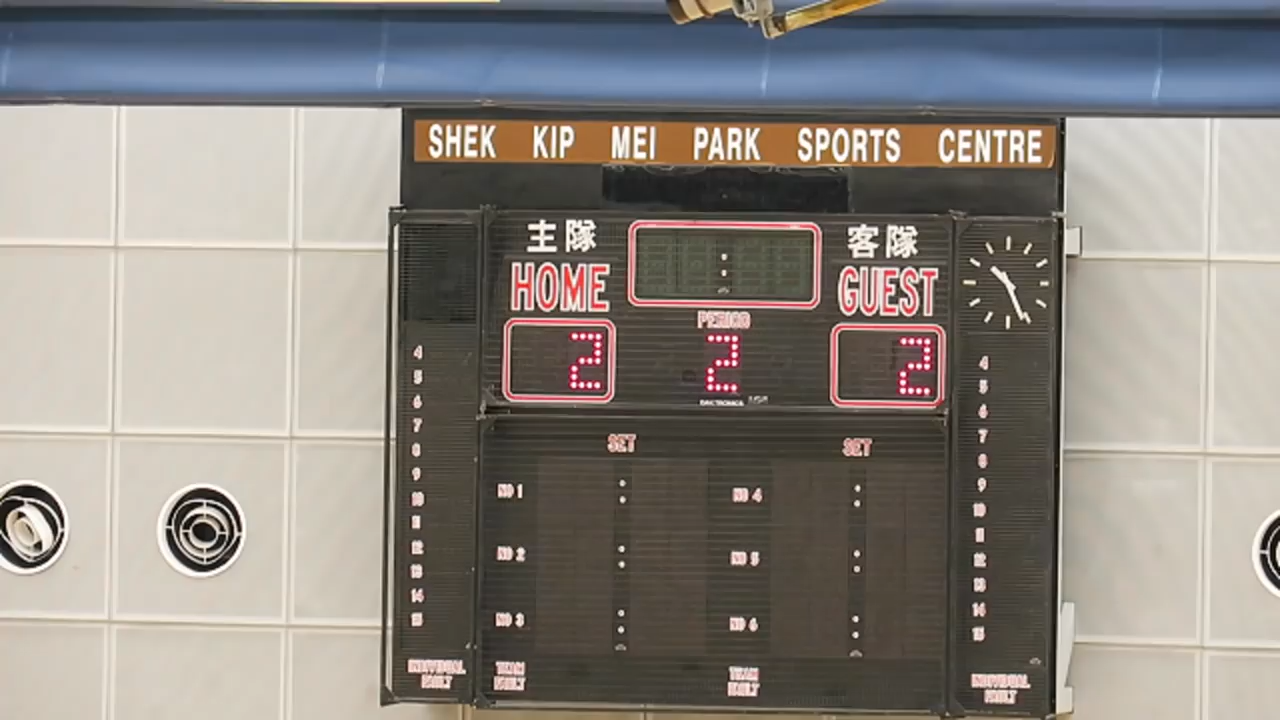 SHEK KIP MEI PARK SPORTS CENTRE
主隊 客隊
HOME GUEST
PERIOD
2 2 2
SET SET
4
5
6
7
8
9
10
11
12
13
14
15
NO 1 NO 4
NO 2 NO 5
NO 3 NO 6
4
5
6
7
8
9
10
11
12
13
14
15
INDIVIDUAL
FAULT
TEAM
FAULT
TEAM
FAULT
INDIVIDUAL
FAULT